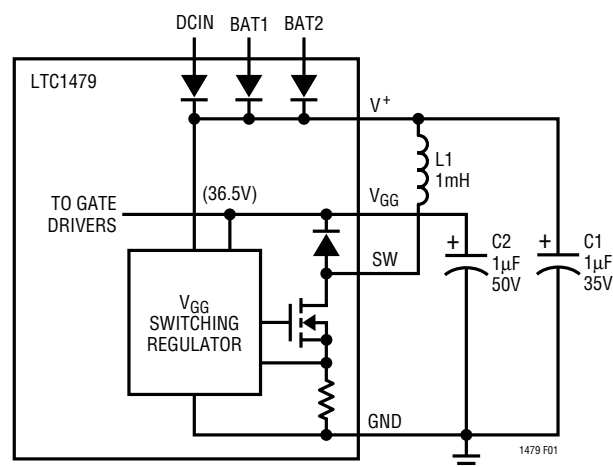 DCIN BAT1 BAT2
LTC1479
V+
L1
1mH
TO GATE
DRIVERS
(36.5V)
VGG
SW
+
C2
1µF
50V
+
C1
1µF
35V
VGG
SWITCHING
REGULATOR
GND
1479 F01